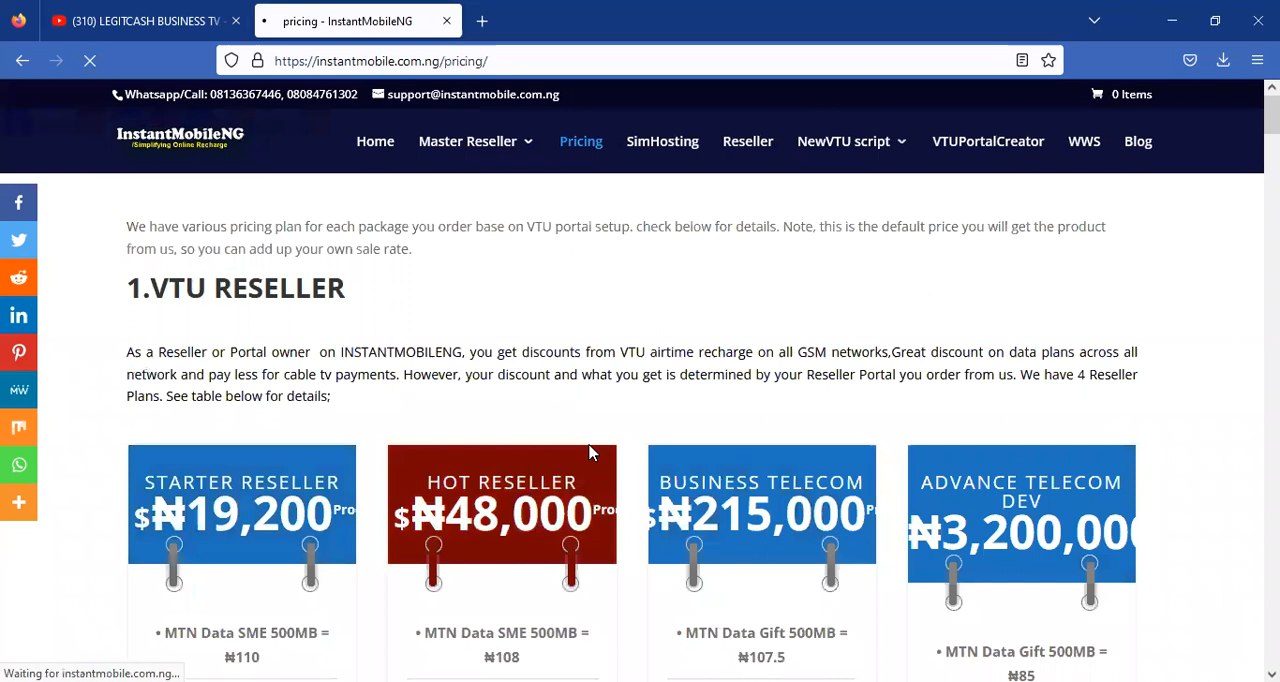 (310) LEGITCASH BUSINESS TV -
pricing - InstantMobileNG
https://instantmobile.com.ng/pricing/
Whatsapp/Call: 08136367446, 08084761302
support@instantmobile.com.ng
0 Items
InstantMobileNG
/Simplifying Online Recharge
Home
Master Reseller
Pricing
SimHosting
Reseller
NewVTU script
VTUPortalCreator
WWS
Blog
We have various pricing plan for each package you order base on VTU portal setup. check below for details. Note, this is the default price you will get the product
from us, so you can add up your own sale rate.
1.VTU RESELLER
As a Reseller or Portal owner on INSTANTMOBILENG, you get discounts from VTU airtime recharge on all GSM networks,Great discount on data plans across all
network and pay less for cable tv payments. However, your discount and what you get is determined by your Reseller Portal you order from us. We have 4 Reseller
Plans. See table below for details;
STARTER RESELLER
$₦19,200
• MTN Data SME 500MB =
₦110
HOT RESELLER
$₦48,000
• MTN Data SME 500MB =
₦108
BUSINESS TELECOM
$₦215,000
• MTN Data Gift 500MB =
₦107.5
ADVANCE TELECOM
DEV
₦3,200,000
• MTN Data Gift 500MB =
₦85
Waiting for instantmobile.com.ng...